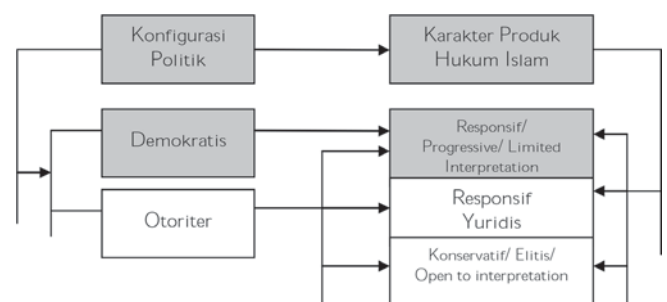 Konfigurasi
Politik
Karakter Produk
Hukum Islam
Demokratis
Responsif/
Progressive/ Limited
Interpretation
Otoriter
Responsif
Yuridis
Konservatif/ Elitis/
Open to interpretation